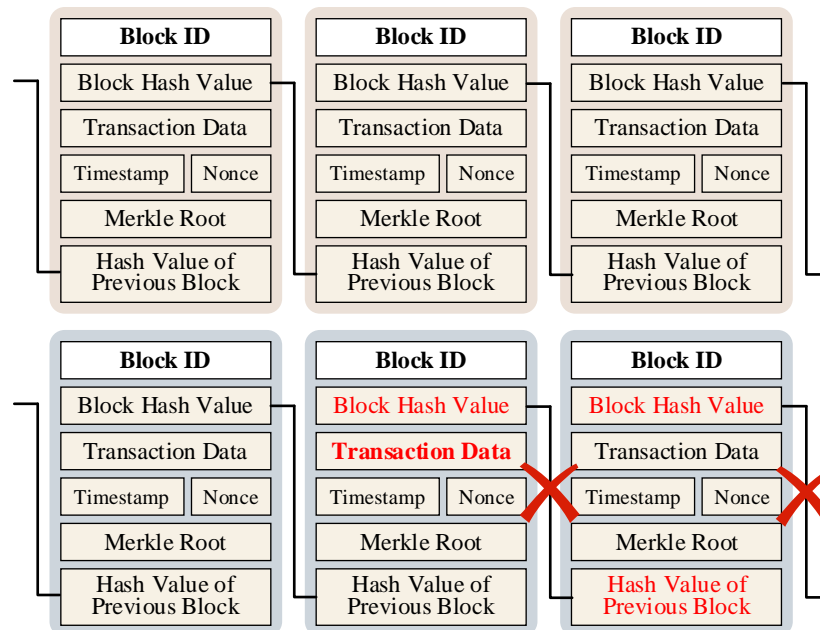 Block ID
Block Hash Value
Transaction Data
Timestamp
Nonce
Merkle Root
Hash Value of
Previous Block
Block ID
Block Hash Value
Transaction Data
Timestamp
Nonce
Merkle Root
Hash Value of
Previous Block
Block ID
Block Hash Value
Transaction Data
Timestamp
Nonce
Merkle Root
Hash Value of
Previous Block
Block ID
Block Hash Value
Transaction Data
Timestamp
Nonce
Merkle Root
Hash Value of
Previous Block
Block ID
Block Hash Value
Transaction Data
Timestamp
Nonce
Merkle Root
Hash Value of
Previous Block
Block ID
Block Hash Value
Transaction Data
Timestamp
Nonce
Merkle Root
Hash Value of
Previous Block